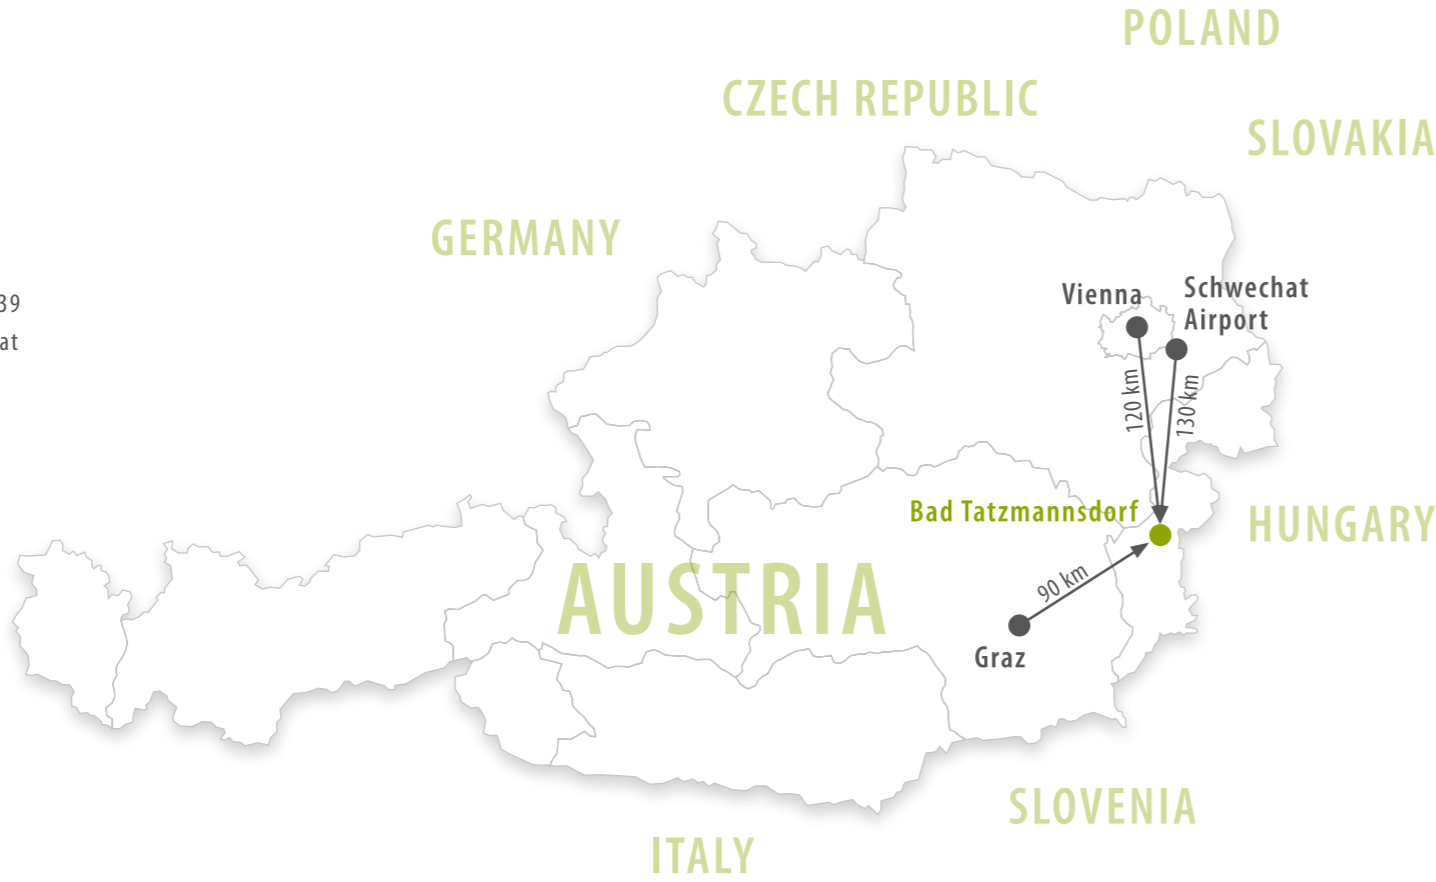 POLAND
CZECH REPUBLIC
SLOVAKIA
GERMANY
39
at
Vienna
Schwechat
Airport
120 km
130 km
Bad Tatzmannsdorf
HUNGARY
AUSTRIA
90 km
Graz
SLOVENIA
ITALY